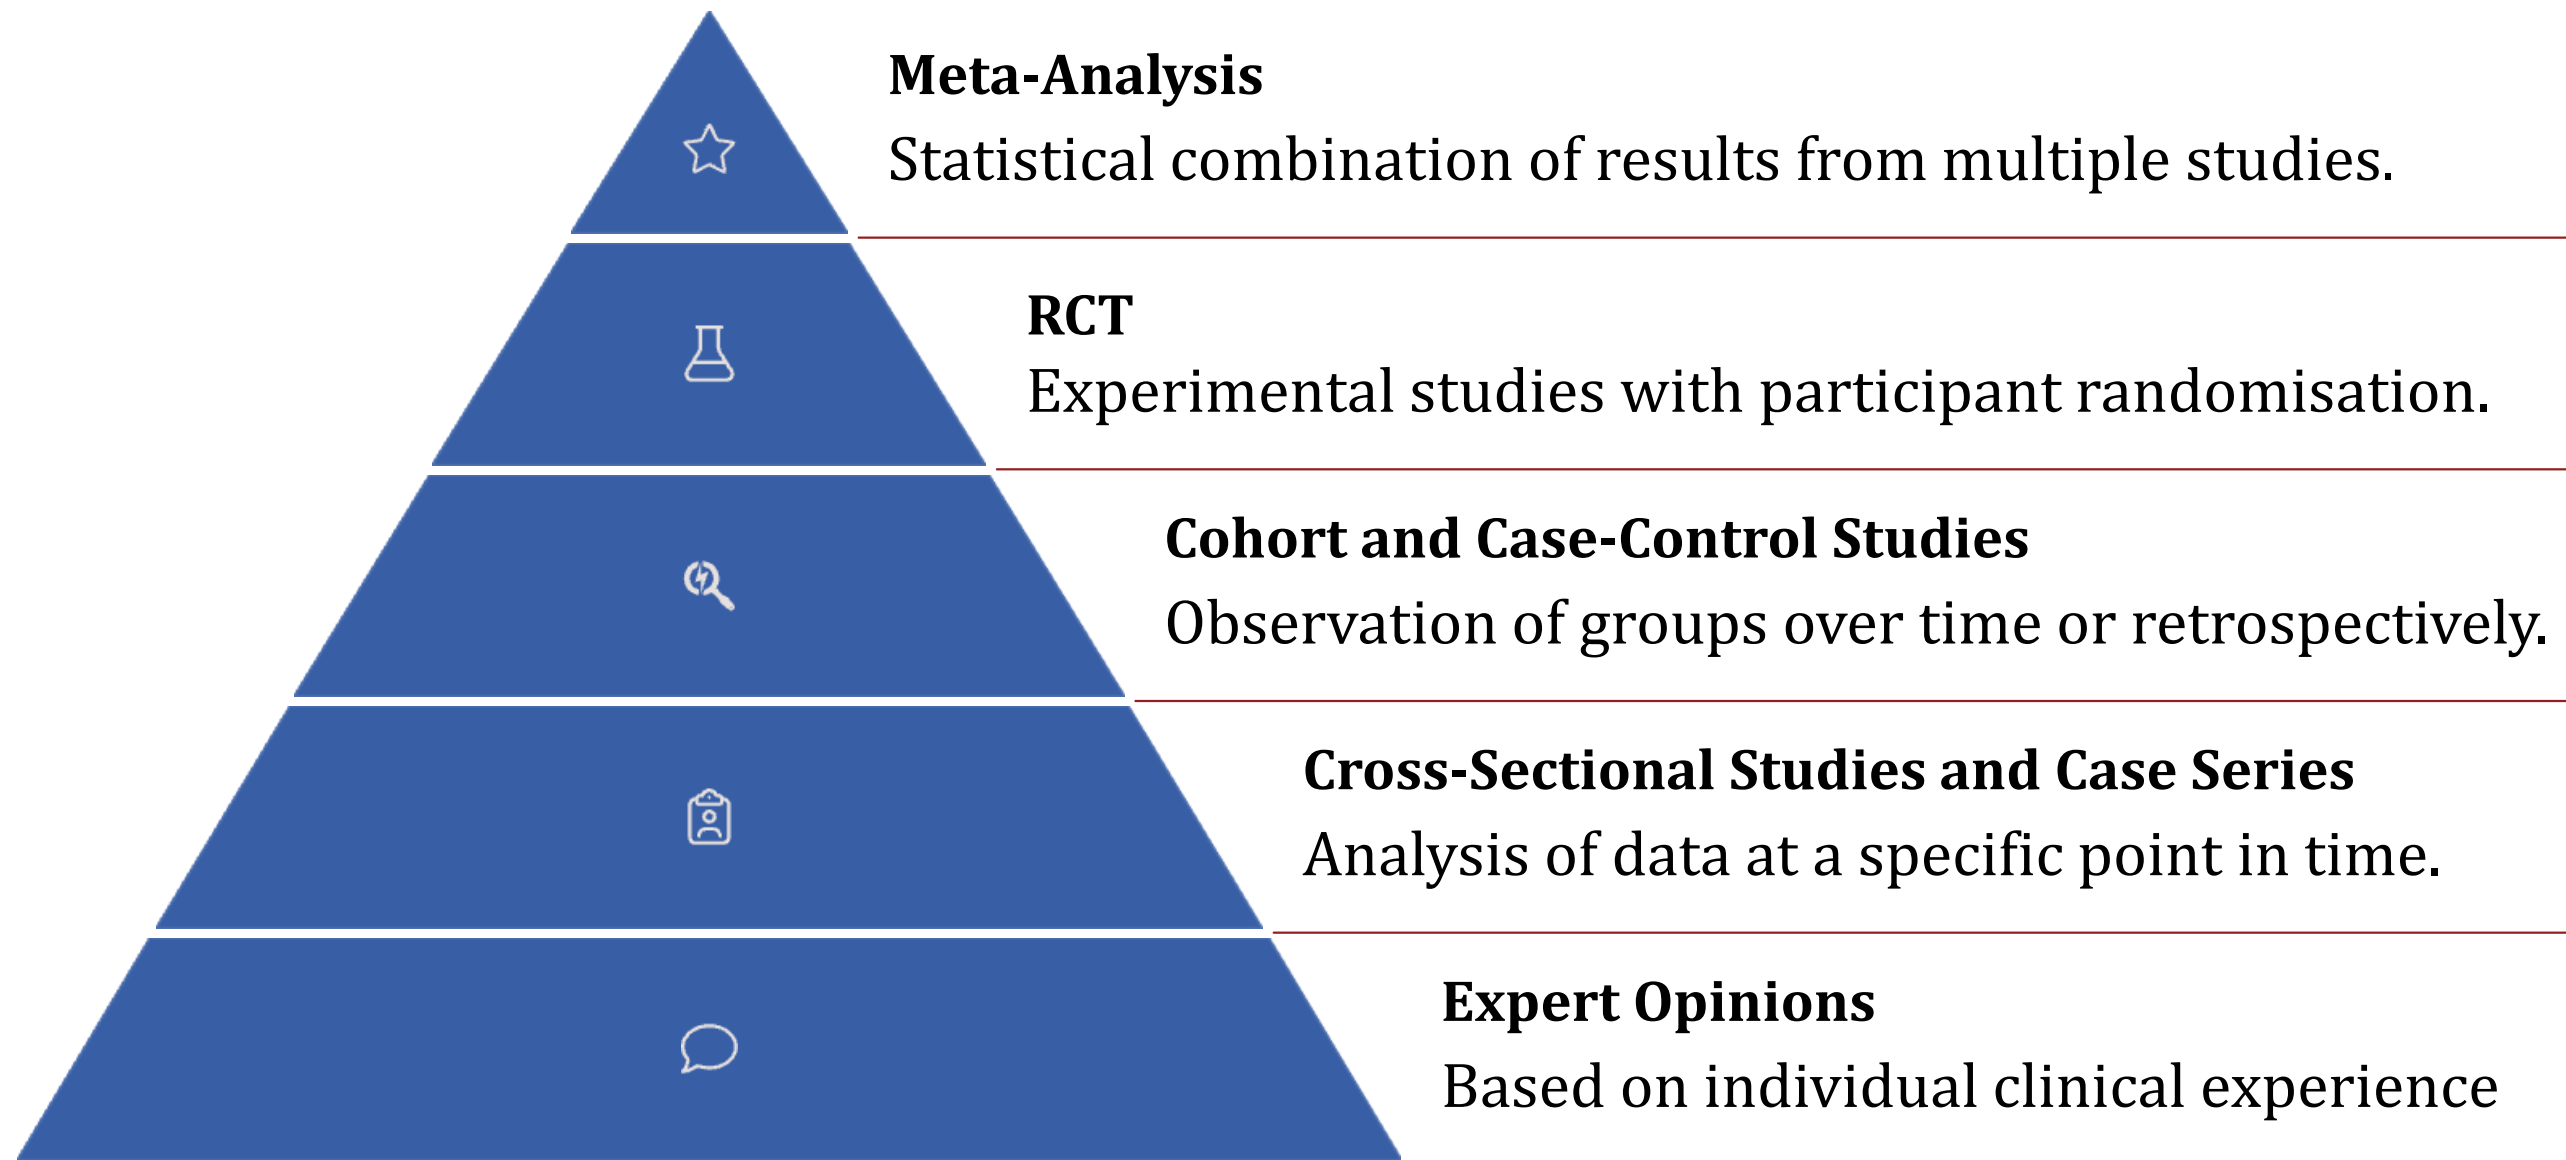 Meta-Analysis
Statistical combination of results from multiple studies.
RCT
Experimental studies with participant randomisation.
Cohort and Case-Control Studies
Observation of groups over time or retrospectively.
Cross-Sectional Studies and Case Series
Analysis of data at a specific point in time.
Expert Opinions
Based on individual clinical experience